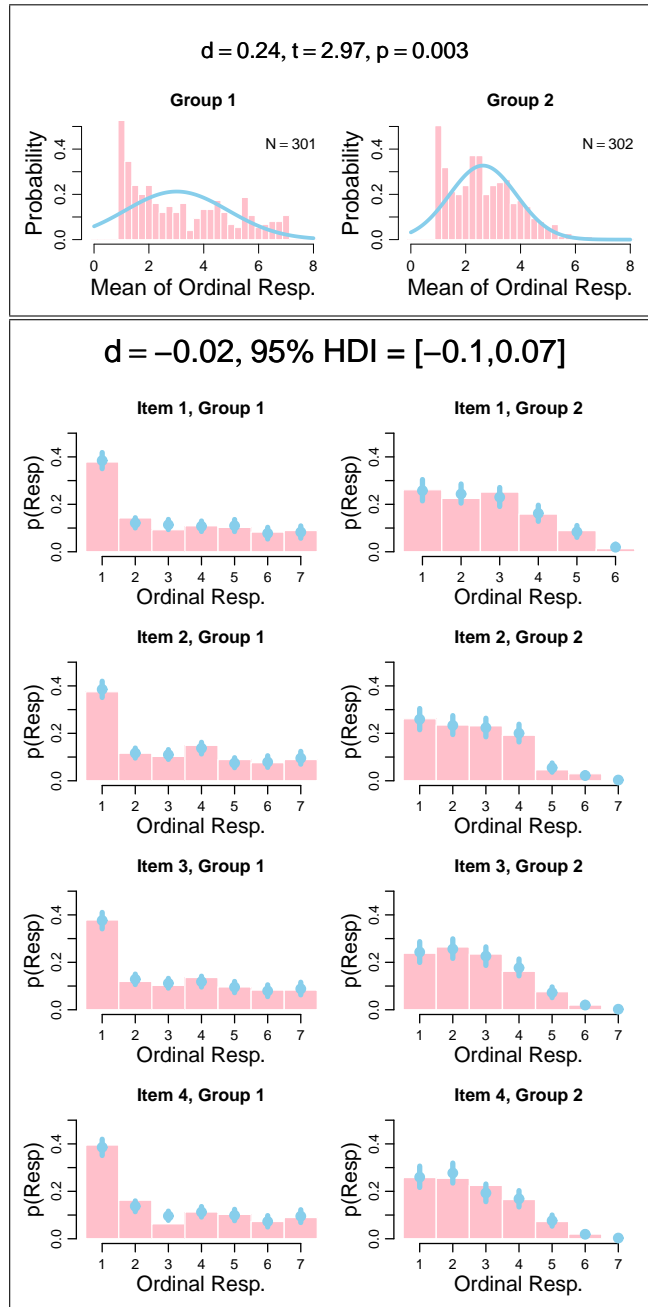 d = 0.24, t = 2.97, p = 0.003
Group 1
Group 2
Probability
0.0 0.2 0.4
N = 301
0 2 4 6 8
Mean of Ordinal Resp.
Probability
0.0 0.2 0.4
N = 302
0 2 4 6 8
Mean of Ordinal Resp.
d = −0.02, 95% HDI = [−0.1,0.07]
Item 1, Group 1
p(Resp)
0.0 0.2 0.4
1 2 3 4 5 6 7
Ordinal Resp.
Item 1, Group 2
p(Resp)
0.0 0.2 0.4
1 2 3 4 5 6
Ordinal Resp.
Item 2, Group 1
p(Resp)
0.0 0.2 0.4
1 2 3 4 5 6 7
Ordinal Resp.
Item 2, Group 2
p(Resp)
0.0 0.2 0.4
1 2 3 4 5 6 7
Ordinal Resp.
Item 3, Group 1
p(Resp)
0.0 0.2 0.4
1 2 3 4 5 6 7
Ordinal Resp.
Item 3, Group 2
p(Resp)
0.0 0.2 0.4
1 2 3 4 5 6 7
Ordinal Resp.
Item 4, Group 1
p(Resp)
0.0 0.2 0.4
1 2 3 4 5 6 7
Ordinal Resp.
Item 4, Group 2
p(Resp)
0.0 0.2 0.4
1 2 3 4 5 6 7
Ordinal Resp.